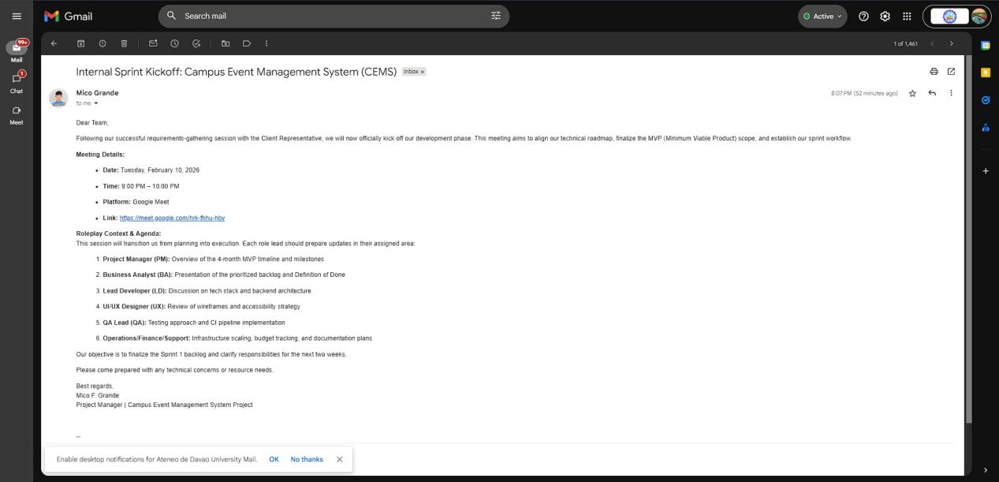 Gmail
Search mail
Active
99+
Mail
1
Chat
Meet
1 of 1,461
Internal Sprint Kickoff: Campus Event Management System (CEMS) Inbox x
Mico Grande
to me
8:07 PM (52 minutes ago)
Dear Team,
Following our successful requirements-gathering session with the Client Representative, we will now officially kick off our development phase. This meeting aims to align our technical roadmap, finalize the MVP (Minimum Viable Product) scope, and establish our sprint workflow.
Meeting Details:
• Date: Tuesday, February 10, 2026
• Time: 9:00 PM – 10:00 PM
• Platform: Google Meet
• Link: https://meet.google.com/hrk-fhhu-hbv
Roleplay Context & Agenda:
This session will transition us from planning into execution. Each role lead should prepare updates in their assigned area:
1. Project Manager (PM): Overview of the 4-month MVP timeline and milestones
2. Business Analyst (BA): Presentation of the prioritized backlog and Definition of Done
3. Lead Developer (LD): Discussion on tech stack and backend architecture
4. UI/UX Designer (UX): Review of wireframes and accessibility strategy
5. QA Lead (QA): Testing approach and CI pipeline implementation
6. Operations/Finance/Support: Infrastructure scaling, budget tracking, and documentation plans
Our objective is to finalize the Sprint 1 backlog and clarify responsibilities for the next two weeks.
Please come prepared with any technical concerns or resource needs.
Best regards,
Mico F. Grande
Project Manager | Campus Event Management System Project
--
Enable desktop notifications for Ateneo de Davao University Mail. OK No thanks